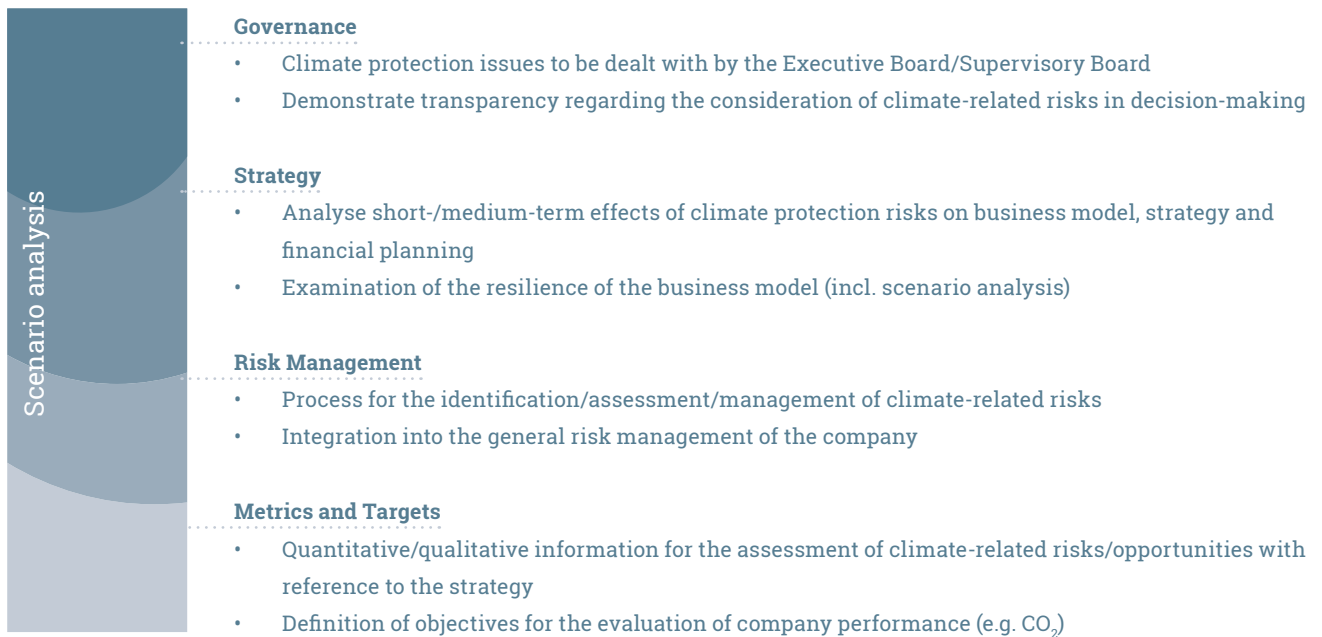 Scenario analysis
Governance
• Climate protection issues to be dealt with by the Executive Board/Supervisory Board
• Demonstrate transparency regarding the consideration of climate-related risks in decision-making
Strategy
• Analyse short-/medium-term effects of climate protection risks on business model, strategy and
financial planning
• Examination of the resilience of the business model (incl. scenario analysis)
Risk Management
• Process for the identification/assessment/management of climate-related risks
• Integration into the general risk management of the company
Metrics and Targets
• Quantitative/qualitative information for the assessment of climate-related risks/opportunities with
reference to the strategy
• Definition of objectives for the evaluation of company performance (e.g. CO₂)